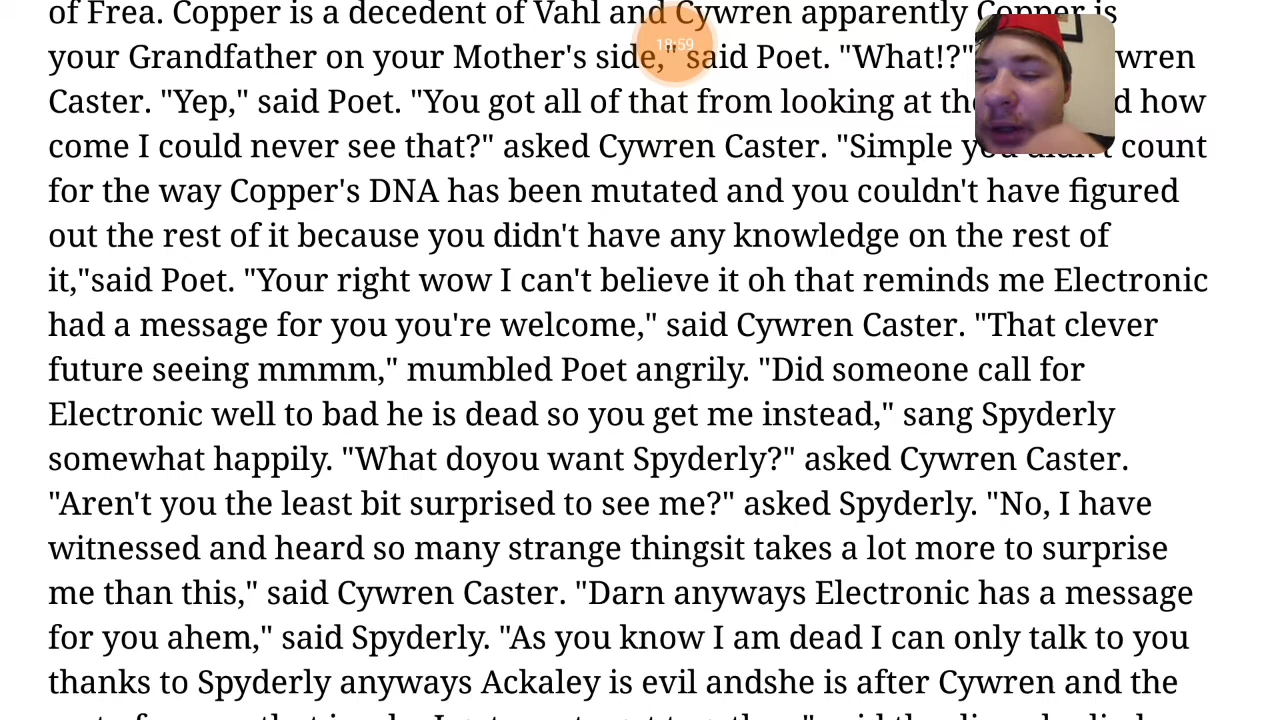 of Frea. Copper is a decedent of Vahl and Cywren apparently Copper is
your Grandfather on your Mother's side," said Poet. "What!?" wren
Caster. "Yep," said Poet. "You got all of that from looking at th d how
come I could never see that?" asked Cywren Caster. "Simple you didn't count
for the way Copper's DNA has been mutated and you couldn't have figured
out the rest of it because you didn't have any knowledge on the rest of
it,"said Poet. "Your right wow I can't believe it oh that reminds me Electronic
had a message for you you're welcome," said Cywren Caster. "That clever
future seeing mmmm," mumbled Poet angrily. "Did someone call for
Electronic well to bad he is dead so you get me instead," sang Spyderly
somewhat happily. "What doyou want Spyderly?" asked Cywren Caster.
"Aren't you the least bit surprised to see me?" asked Spyderly. "No, I have
witnessed and heard so many strange thingsit takes a lot more to surprise
me than this," said Cywren Caster. "Darn anyways Electronic has a message
for you ahem," said Spyderly. "As you know I am dead I can only talk to you
thanks to Spyderly anyways Ackaley is evil andshe is after Cywren and the
18:59